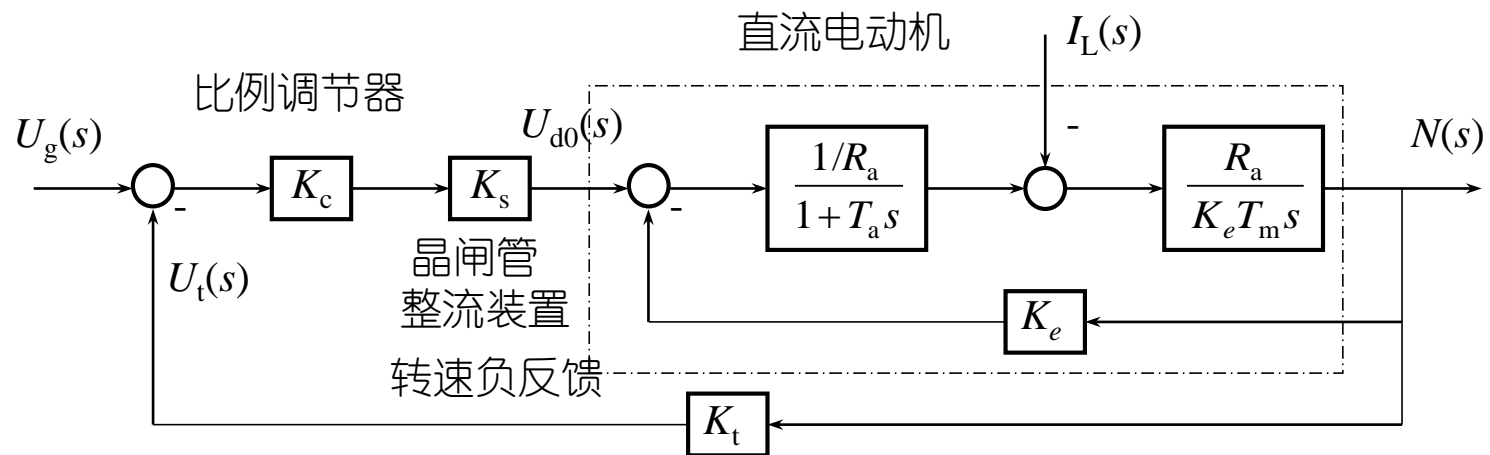 直流电动机
I_L(s)
比例调节器
U_g(s)
U_d0(s)
-
N(s)
K_c
K_s
1/R_a
1+T_a s
R_a
K_e T_m s
-
-
晶闸管
整流装置
U_t(s)
K_e
转速负反馈
K_t